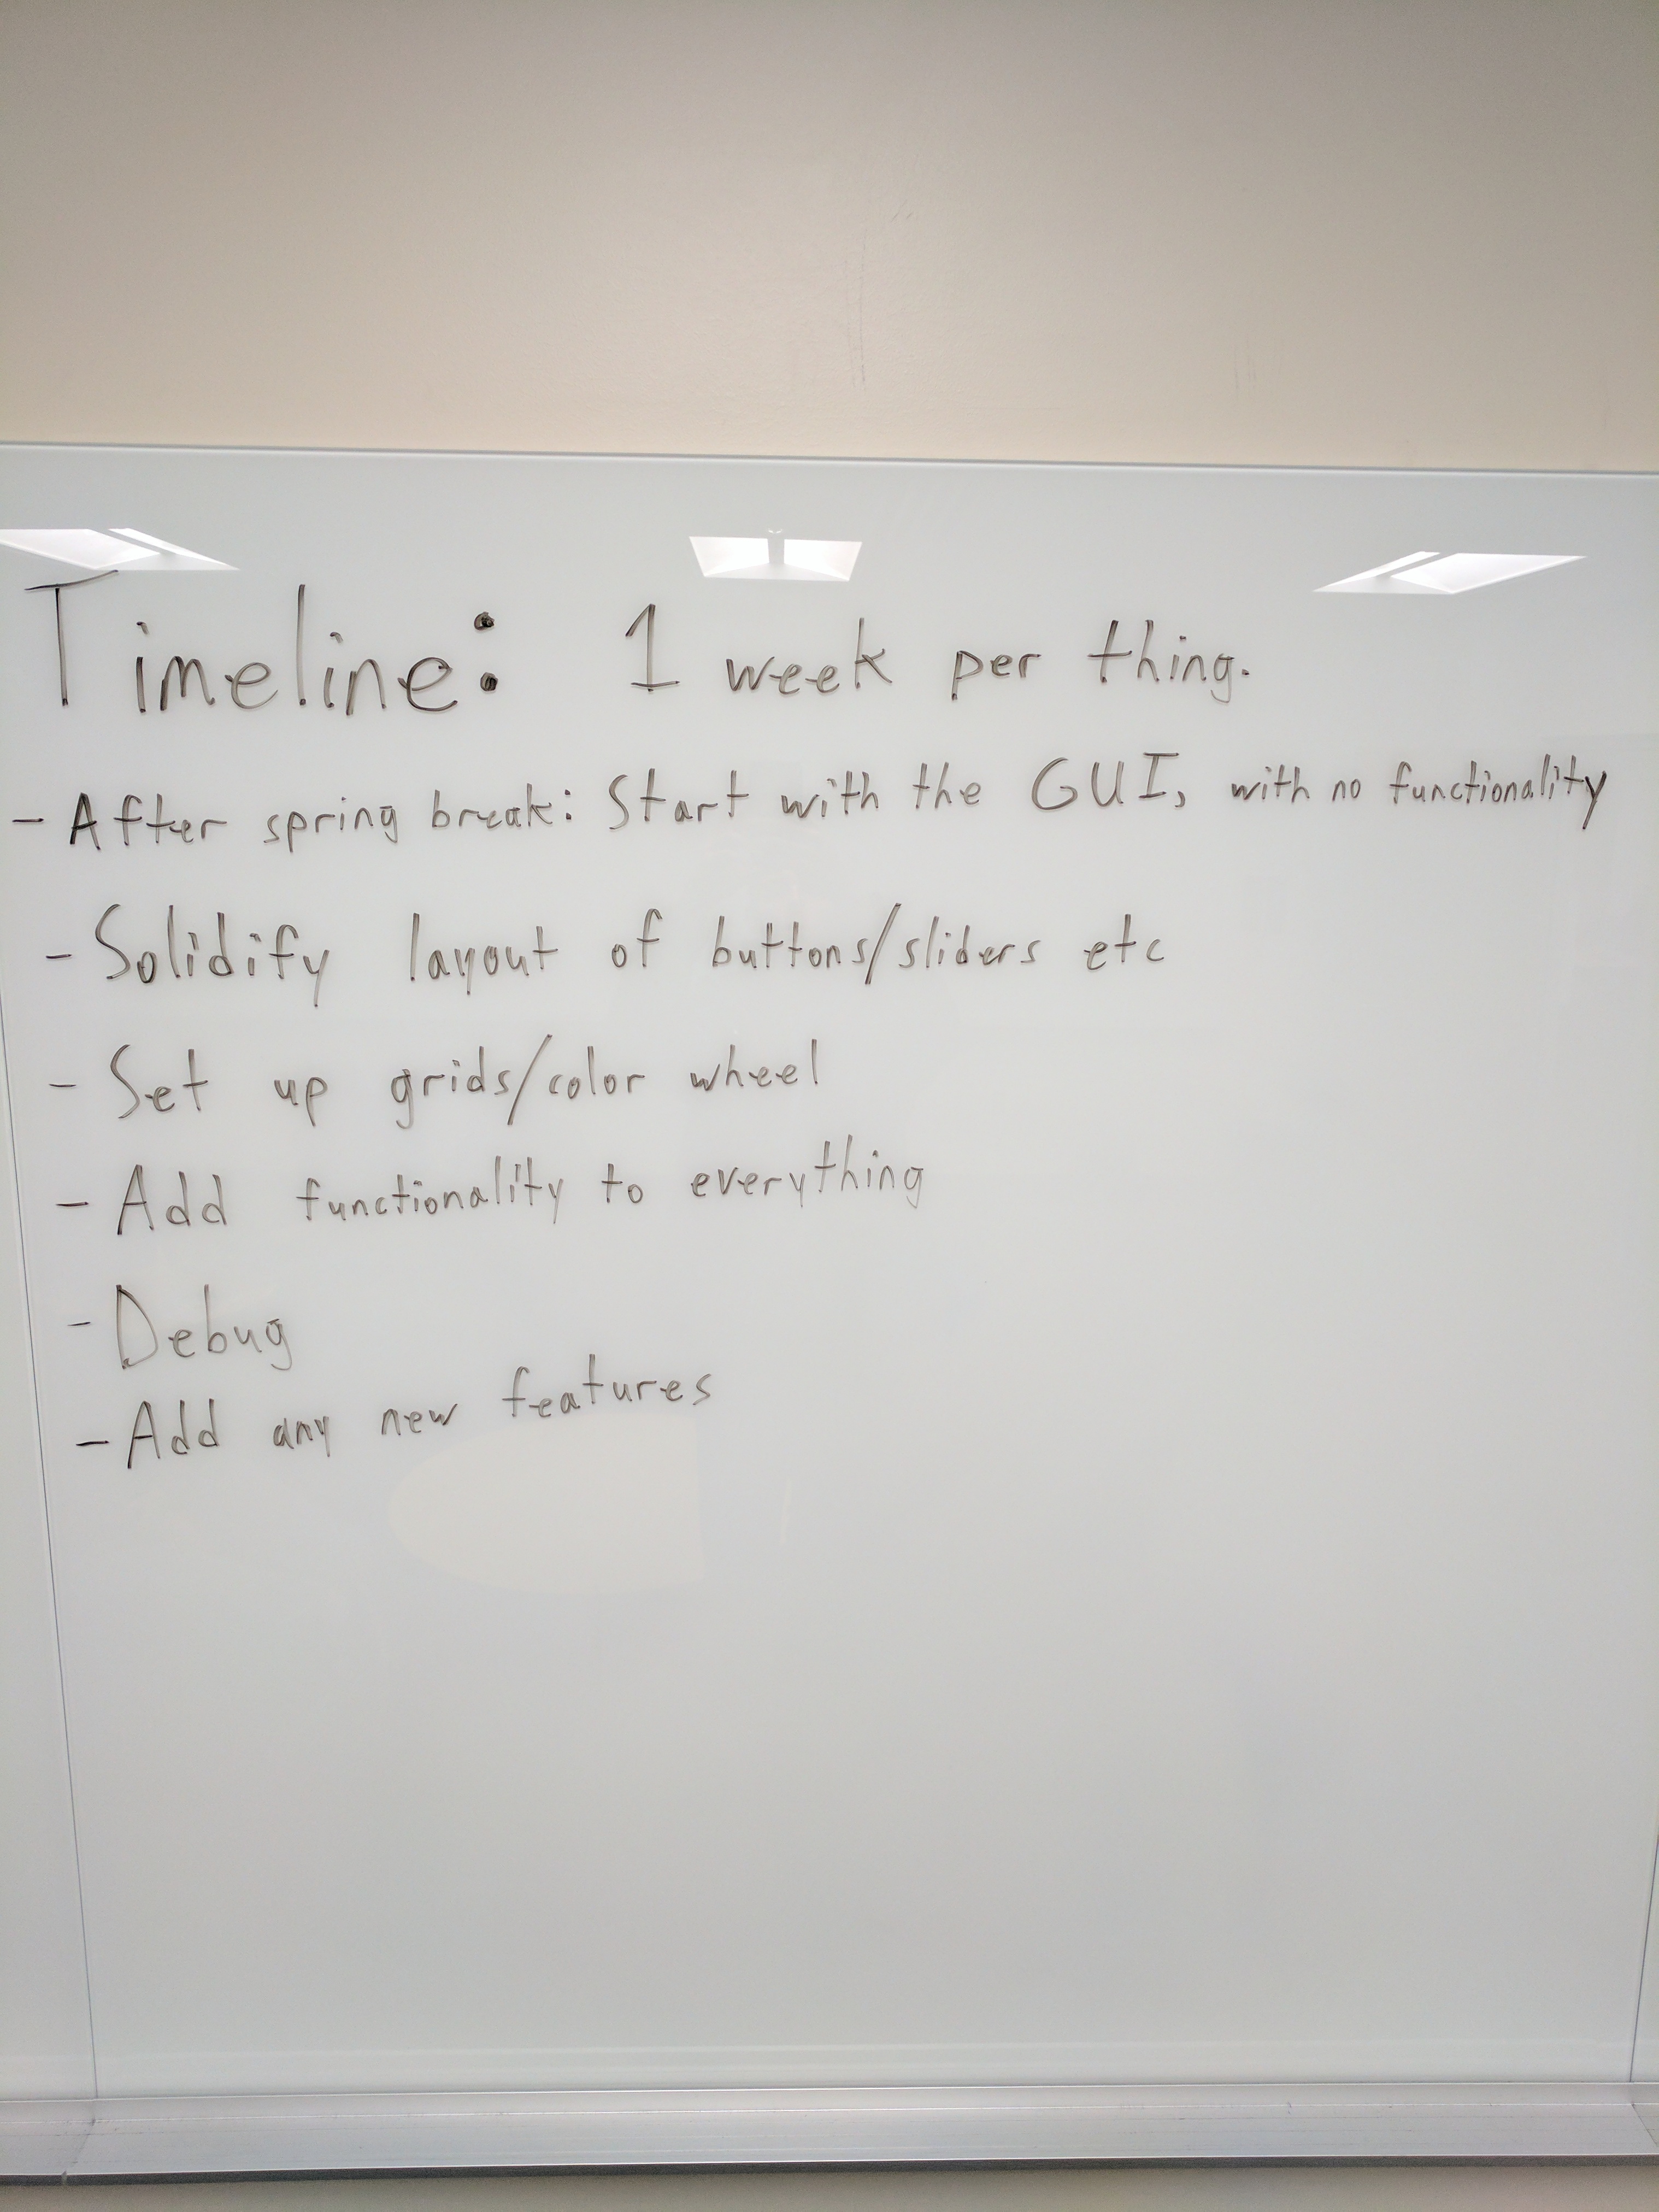 Timeline: 1 week per thing.
- After spring break: Start with the GUI, with no functionality
- Solidify layout of buttons/sliders etc
- Set up grids/color wheel
- Add functionality to everything
- Debug
- Add any new features